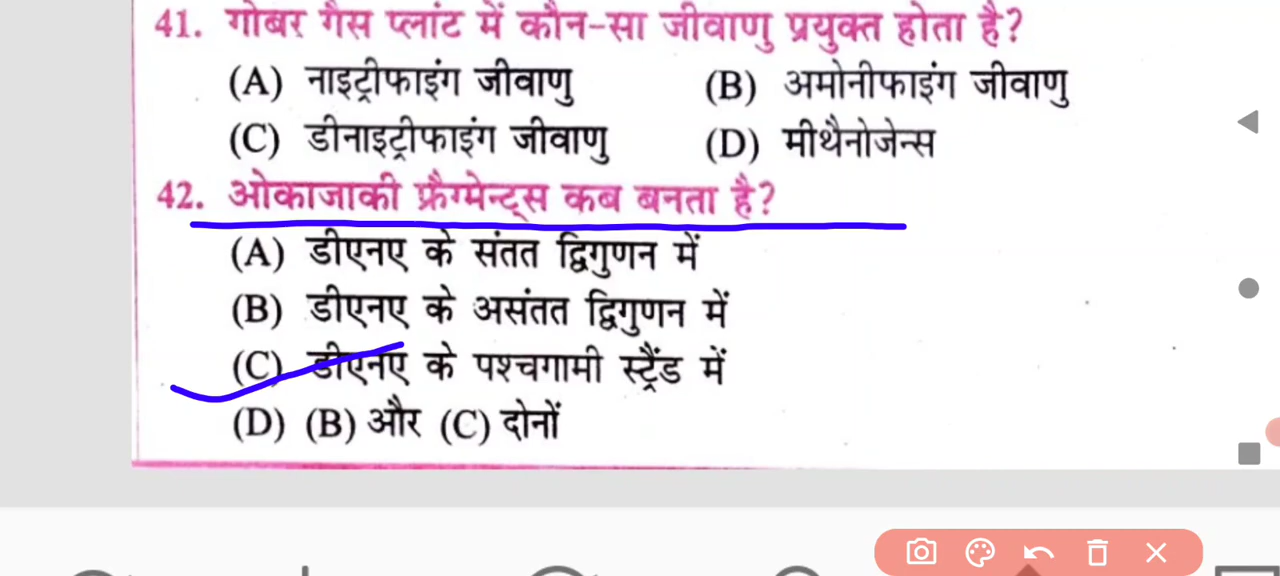 41. गोबर गैस प्लांट में कौन-सा जीवाणु प्रयुक्त होता है?
(A) नाइट्रीफाइंग जीवाणु (B) अमोनीफाइंग जीवाणु
(C) डीनाइट्रीफाइंग जीवाणु (D) मीथैनोजेन्स
42. ओकाजाकी फ्रैग्मेन्ट्स कब बनता है?
(A) डीएनए के संतत द्विगुणन में
(B) डीएनए के असंतत द्विगुणन में
(C) डीएनए के पश्चगामी स्ट्रैंड में
(D) (B) और (C) दोनों